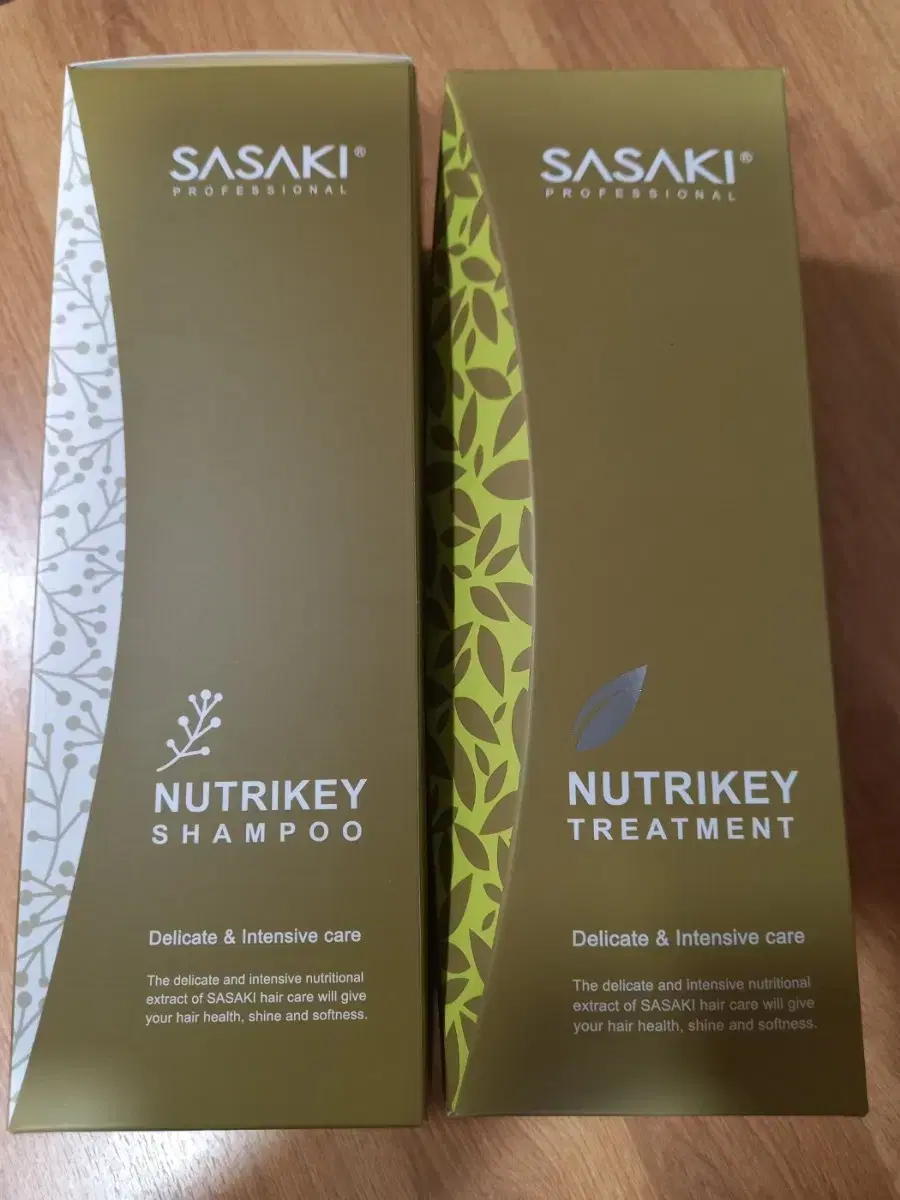 SASAKI®
PROFESSIONAL
NUTRIKEY
SHAMPOO
Delicate & Intensive care
The delicate and intensive nutritional
extract of SASAKI hair care will give
your hair health, shine and softness.
SASAKI®
PROFESSIONAL
NUTRIKEY
TREATMENT
Delicate & Intensive care
The delicate and intensive nutritional
extract of SASAKI hair care will give
your hair health, shine and softness.